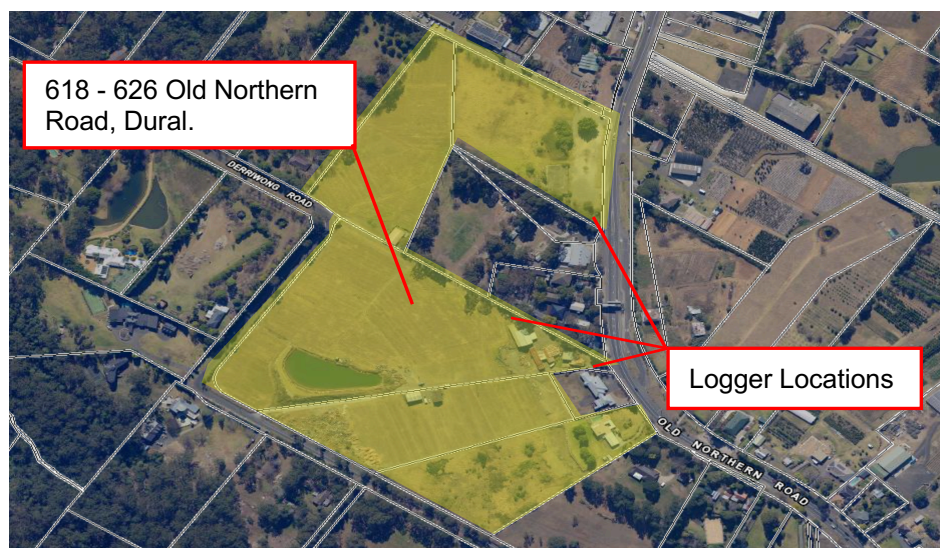 618 - 626 Old Northern
Road, Dural.
DERRIWONG ROAD
Logger Locations
OLD NORTHERN ROAD